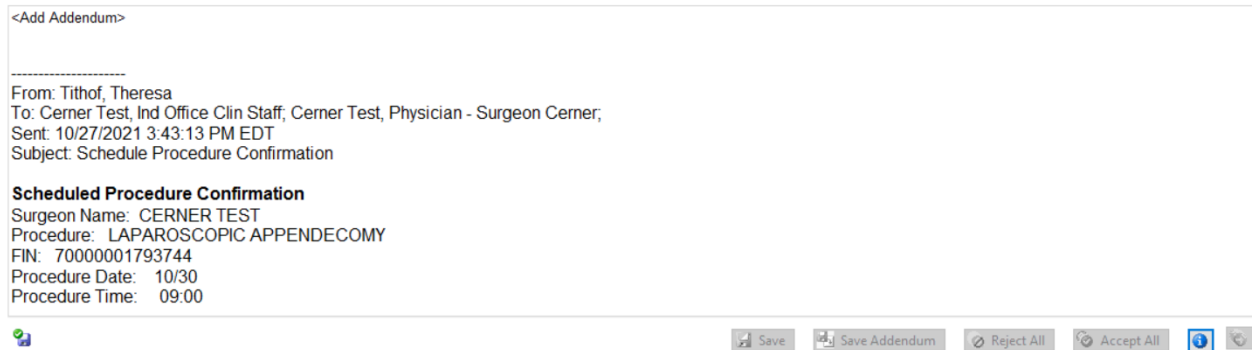 <Add Addendum>
---------------------
From: Tithof, Theresa
To: Cerner Test, Ind Office Clin Staff; Cerner Test, Physician - Surgeon Cerner;
Sent: 10/27/2021 3:43:13 PM EDT
Subject: Schedule Procedure Confirmation
Scheduled Procedure Confirmation
Surgeon Name: CERNER TEST
Procedure: LAPAROSCOPIC APPENDECOMY
FIN: 70000001793744
Procedure Date: 10/30
Procedure Time: 09:00
Save Save Addendum Reject All Accept All